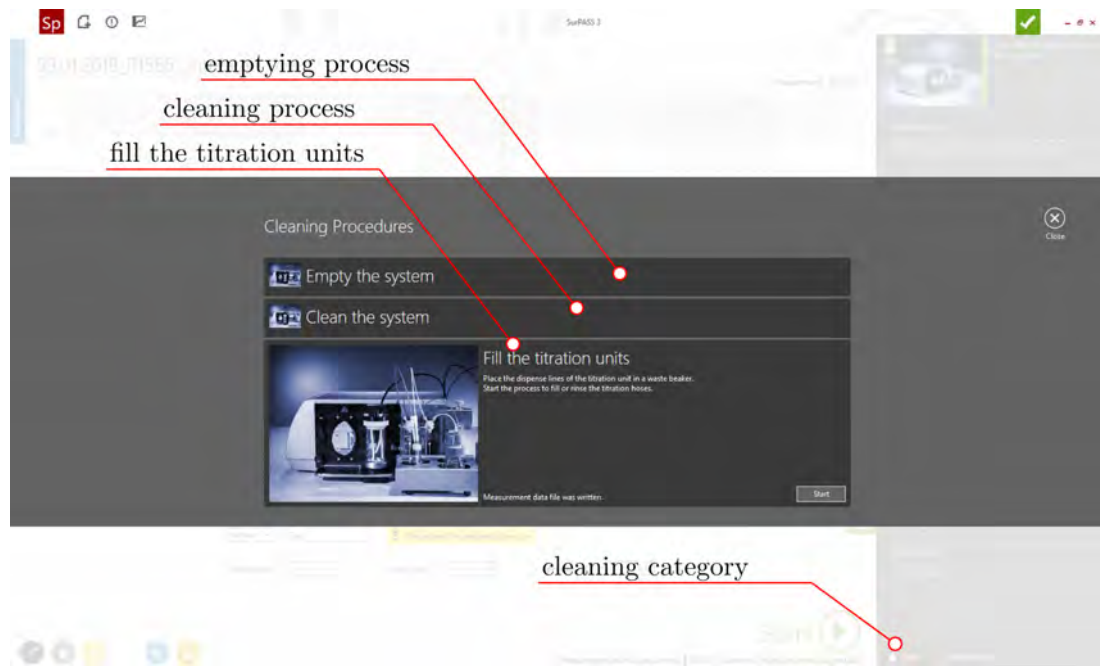 Sp
SurPASS 3
emptying process
cleaning process
fill the titration units
Cleaning Procedures
Close
Empty the system
Clean the system
Fill the titration units
Place the dispense lines of the titration unit in a waste beaker.
Start the process to fill or rinse the titration hoses.
Measurement data file was written.
Start
cleaning category
Start